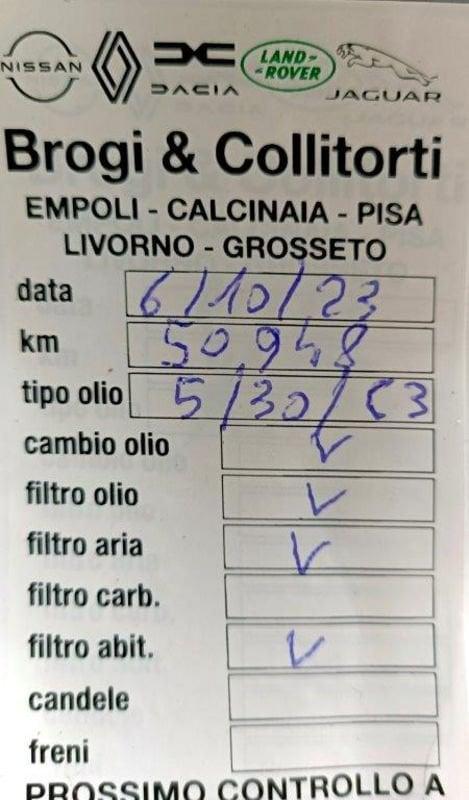 NISSAN
DACIA
LAND-
-ROVER
JAGUAR
Brogi & Collitorti
EMPOLI - CALCINAIA - PISA
LIVORNO - GROSSETO
data 6/10/23
km 50.948
tipo olio 5/30/C3
cambio olio V
filtro olio V
filtro aria V
filtro carb.
filtro abit. V
candele
freni
PROSSIMO CONTROLLO A